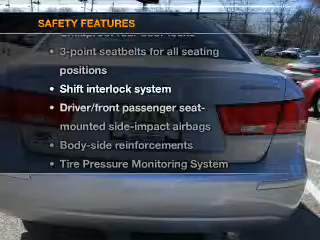 SAFETY FEATURES
• 3-point seatbelts for all seating
positions
• Shift interlock system
• Driver/front passenger seat-
mounted side-impact airbags
• Body-side reinforcements
• Tire Pressure Monitoring System